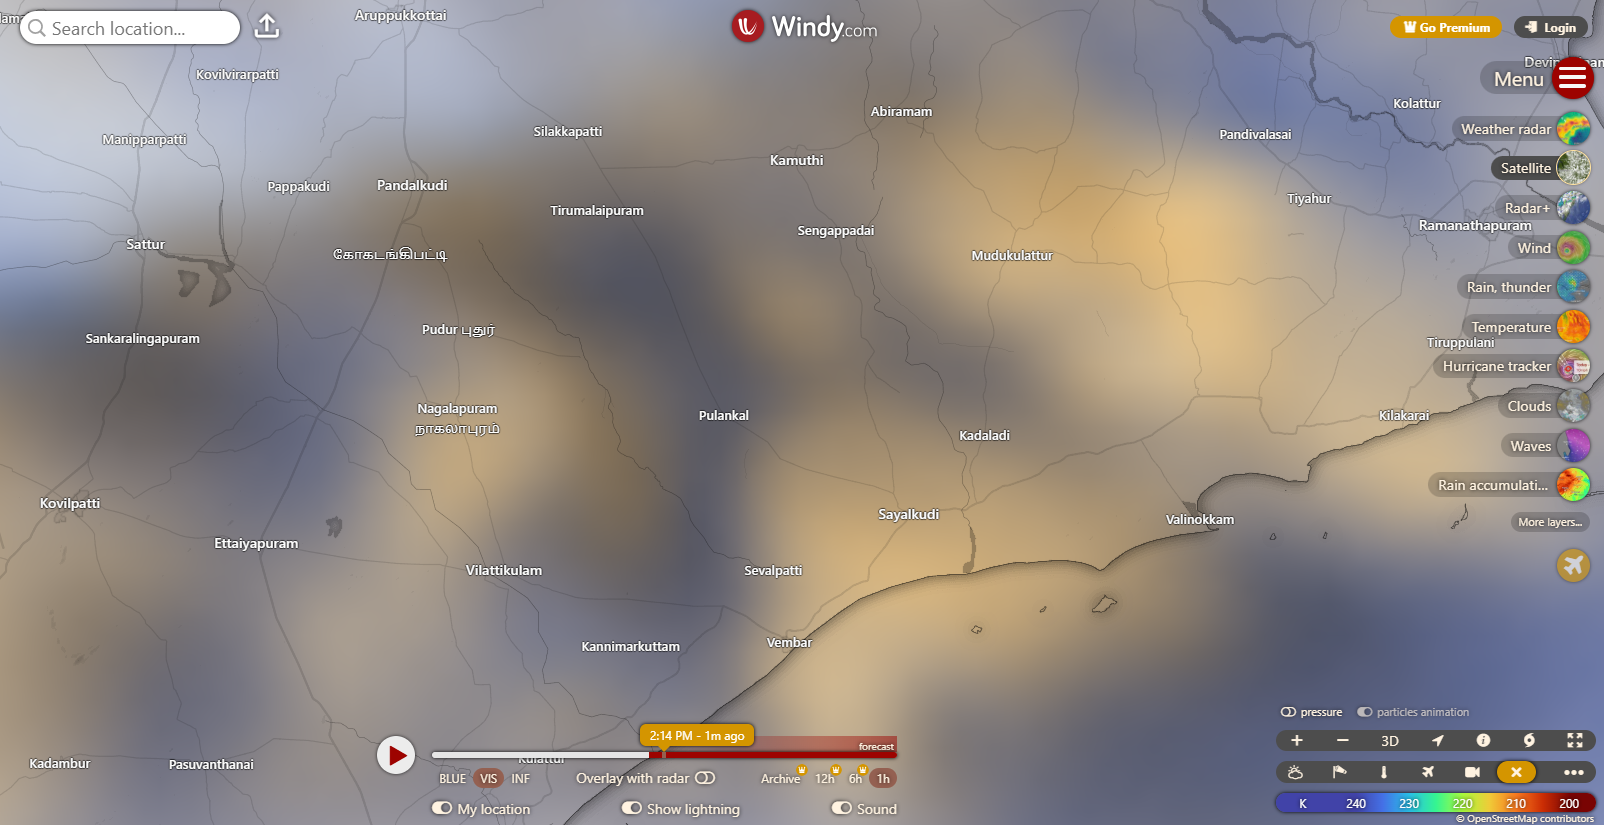 Aruppukkottai
Search location...
Windy.com
Go Premium
Login
Menu
Kovilvirarpatti
Manipparpatti
Silakkapatti
Abiramam
Kolattur
Pandivalasai
Weather radar
Kamuthi
Satellite
Pappakudi
Pandalkudi
Tirumalaipuram
Tiyahur
Radar+
Ramanathapuram
Sengappadai
Sattur
கோகடங்கிபட்டி
Mudukulattur
Wind
Rain, thunder
Pudur புதுர்
Temperature
Sankaralingapuram
Tiruppulani
Hurricane tracker
Nagalapuram
நாகலாபுரம்
Pulankal
Clouds
Kilakarai
Kadaladi
Waves
Rain accumulati...
Kovilpatti
Sayalkudi
Valinokkam
More layers...
Ettaiyapuram
Vilattikulam
Sevalpatti
Kannimarkuttam
Vembar
pressure
particles animation
2:14 PM - 1m ago
forecast
3D
Kadambur
Pasuvanthanai
Kulattur
BLUE VIS INF
Overlay with radar
Archive 12h 6h 1h
My location
Show lightning
Sound
K 240 230 220 210 200
© OpenStreetMap contributors